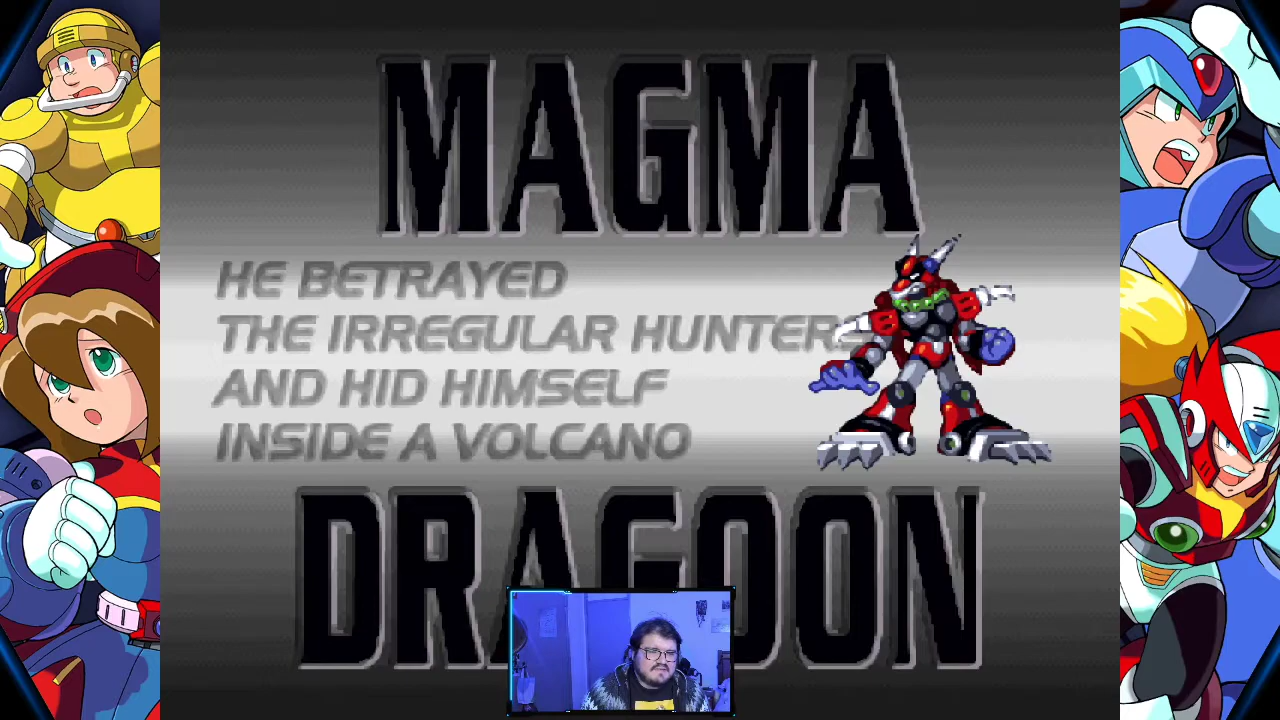 MAGMA
HE BETRAYED
THE IRREGULAR HUNTERS
AND HID HIMSELF
INSIDE A VOLCANO
DRAGOON